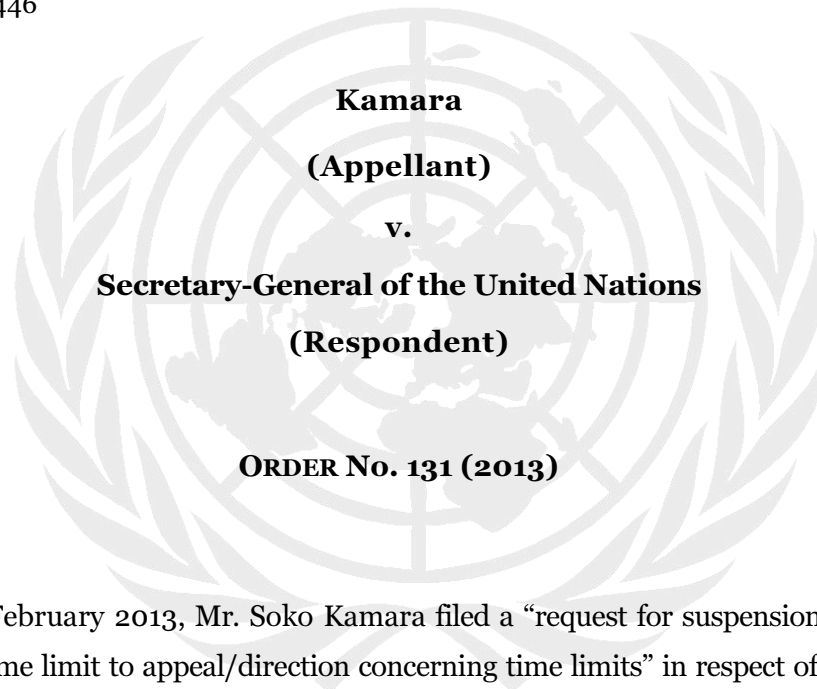 446
Kamara
(Appellant)
v.
Secretary-General of the United Nations
(Respondent)
ORDER No. 131 (2013)
February 2013, Mr. Soko Kamara filed a “request for suspension
me limit to appeal/direction concerning time limits” in respect of